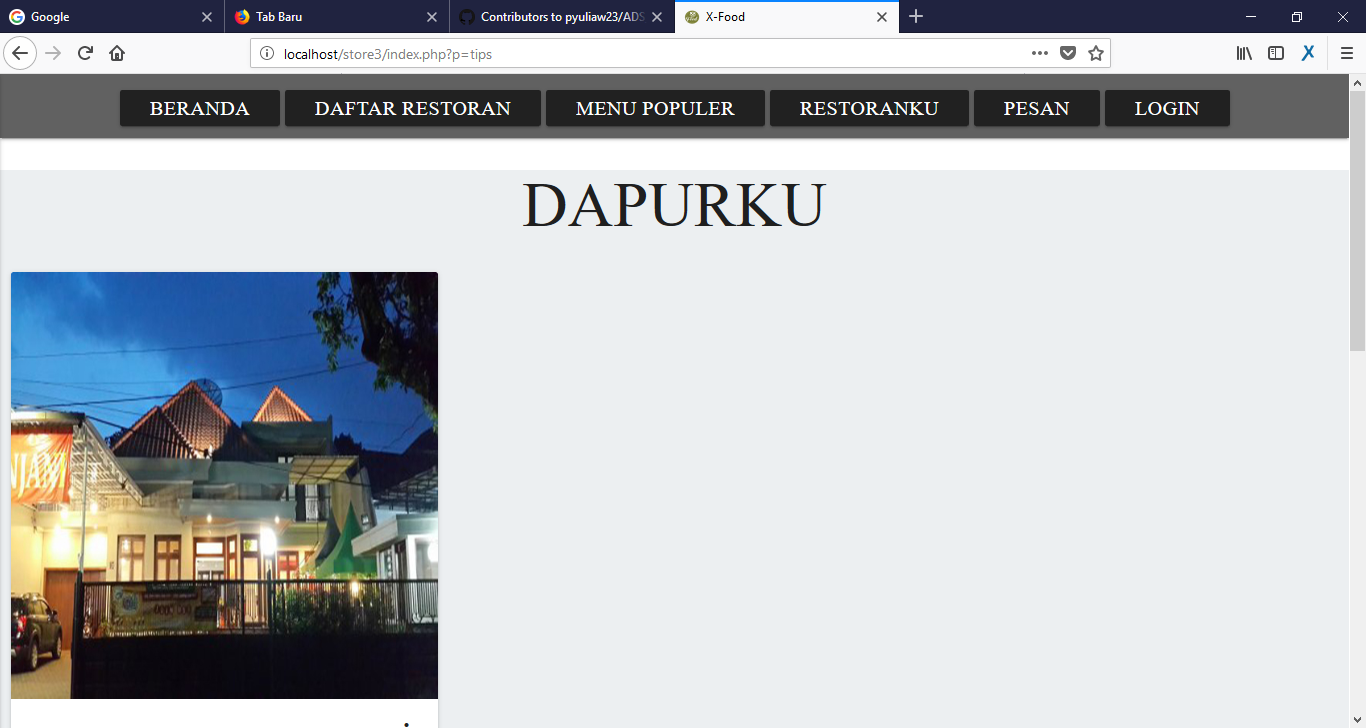 Google
Tab Baru
Contributors to pyuliaw23/ADS
X-Food
localhost/store3/index.php?p=tips
BERANDA
DAFTAR RESTORAN
MENU POPULER
RESTORANKU
PESAN
LOGIN
DAPURKU
NJANI